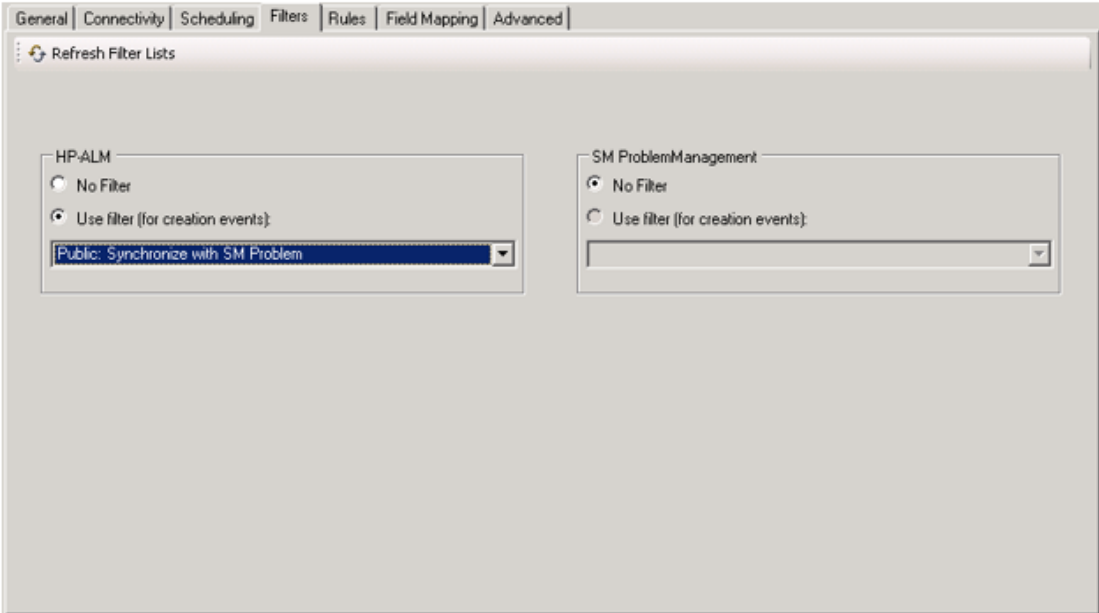 General Connectivity Scheduling Filters Rules Field Mapping Advanced
Refresh Filter Lists
HP-ALM
No Filter
Use filter (for creation events):
Public: Synchronize with SM Problem
SM ProblemManagement
No Filter
Use filter (for creation events):